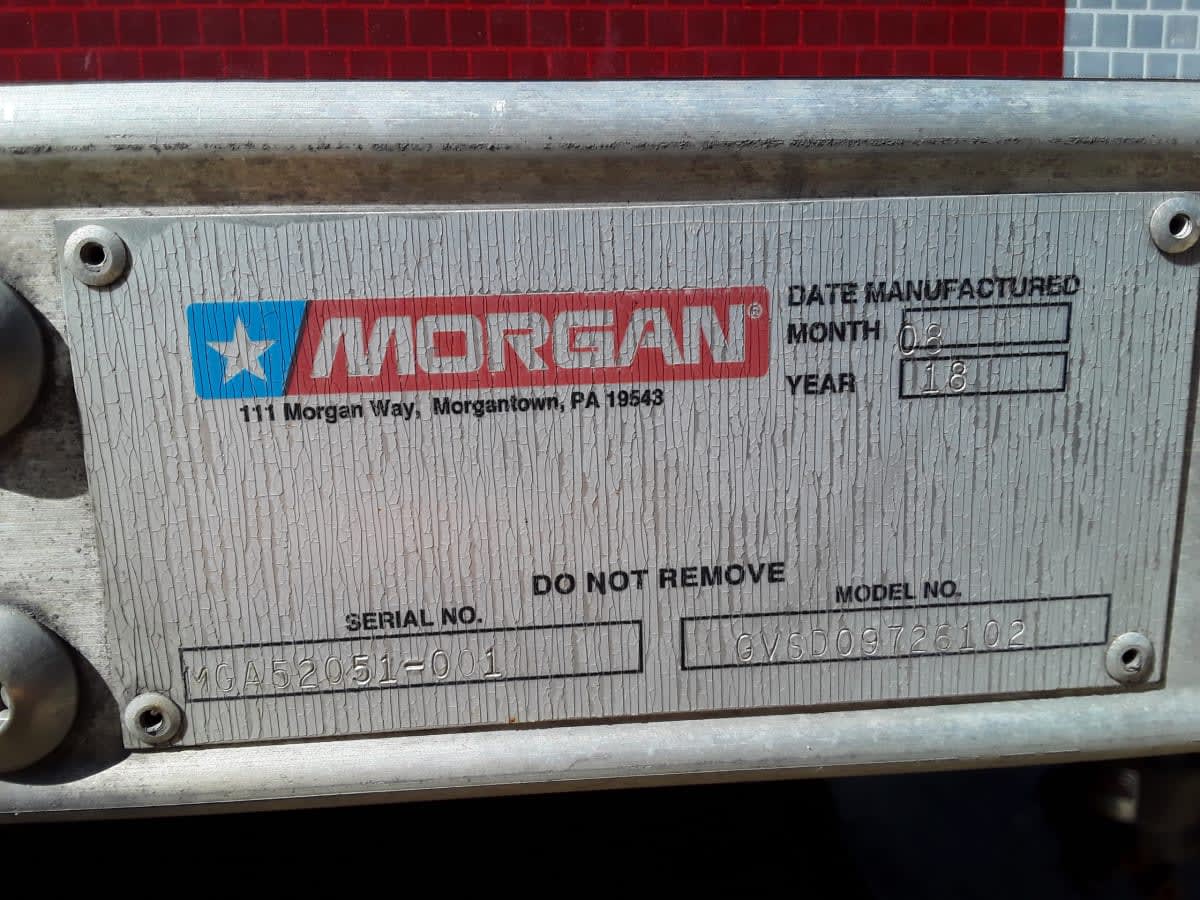 MORGAN®
111 Morgan Way, Morgantown, PA 19543
DATE MANUFACTURED
MONTH 08
YEAR 18
DO NOT REMOVE
SERIAL NO.
MGA52051-001
MODEL NO.
GVSD09726102